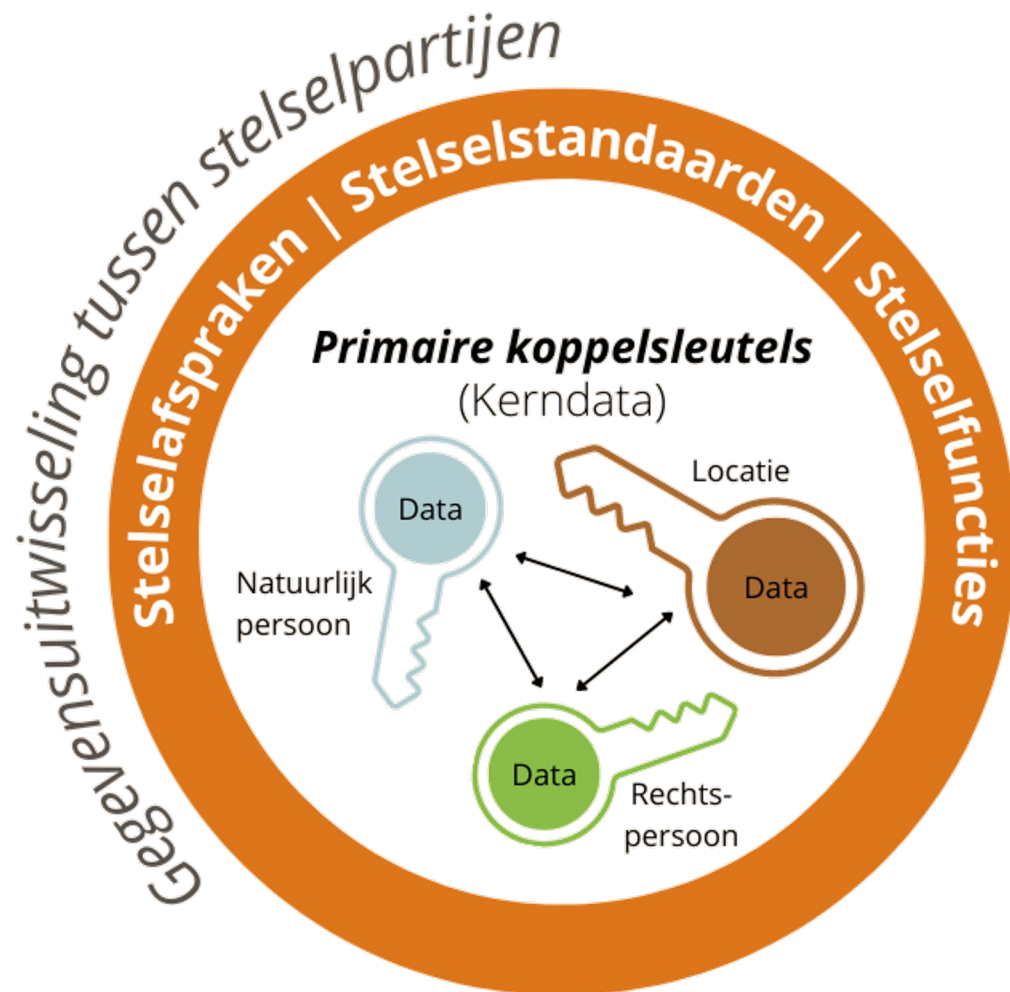 Gegevensuitwisseling tussen stelselpartijen
Stelselafspraken | Stelselstandaarden | Stelselfuncties
Primaire koppelsleutels
(Kerndata)
Data
Natuurlijk
persoon
Locatie
Data
Data
Rechts-
persoon